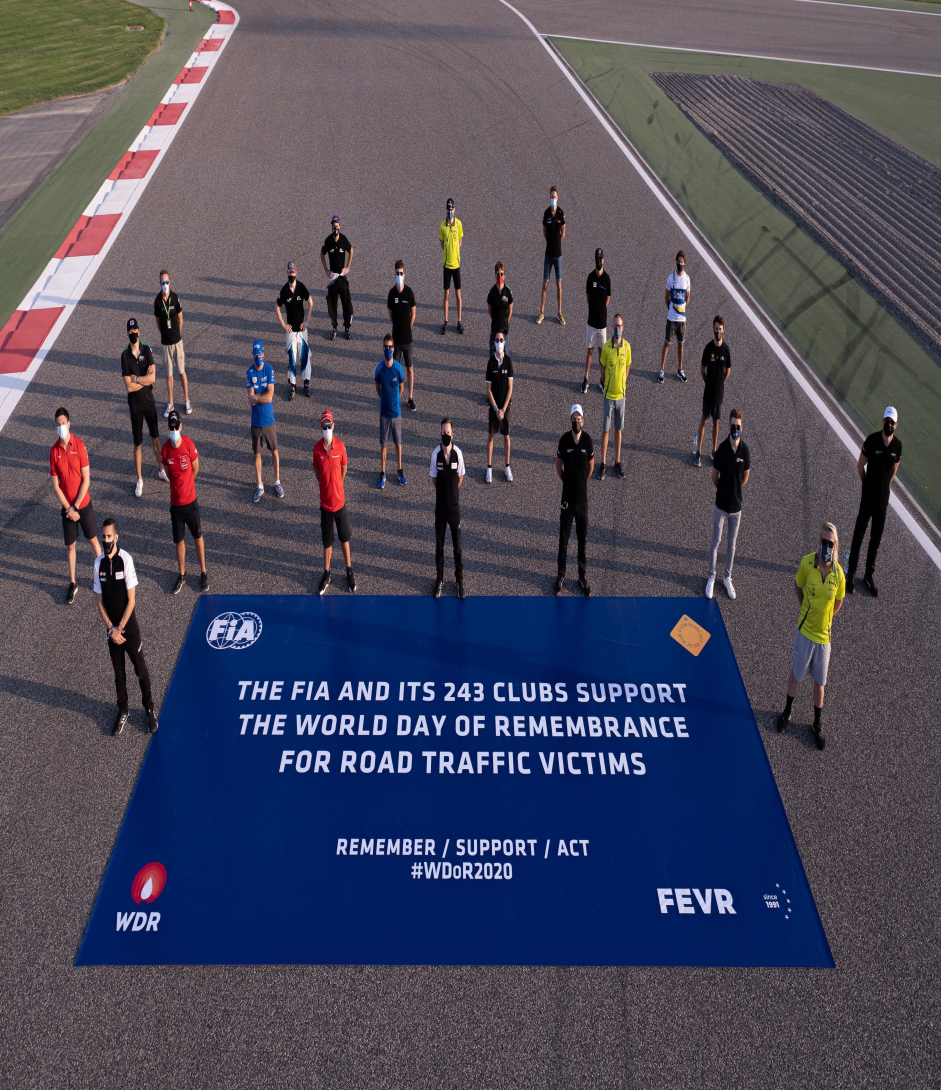 FiA
THE FIA AND ITS 243 CLUBS SUPPORT
THE WORLD DAY OF REMEMBRANCE
FOR ROAD TRAFFIC VICTIMS
REMEMBER / SUPPORT / ACT
#WDoR2020
WDR
FEVR
since
1991